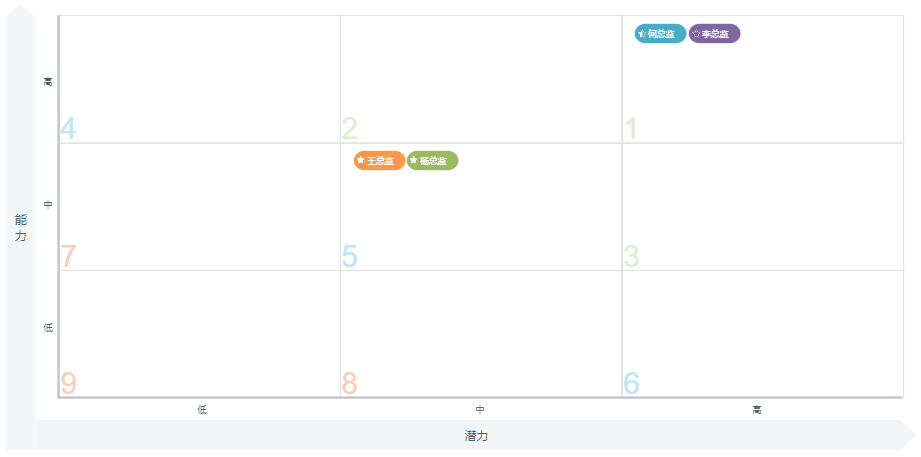 何总监 李总监
高
4 2 1
王总监 杨总监
中
能力
7 5 3
低
9 8 6
低 中 高
潜力